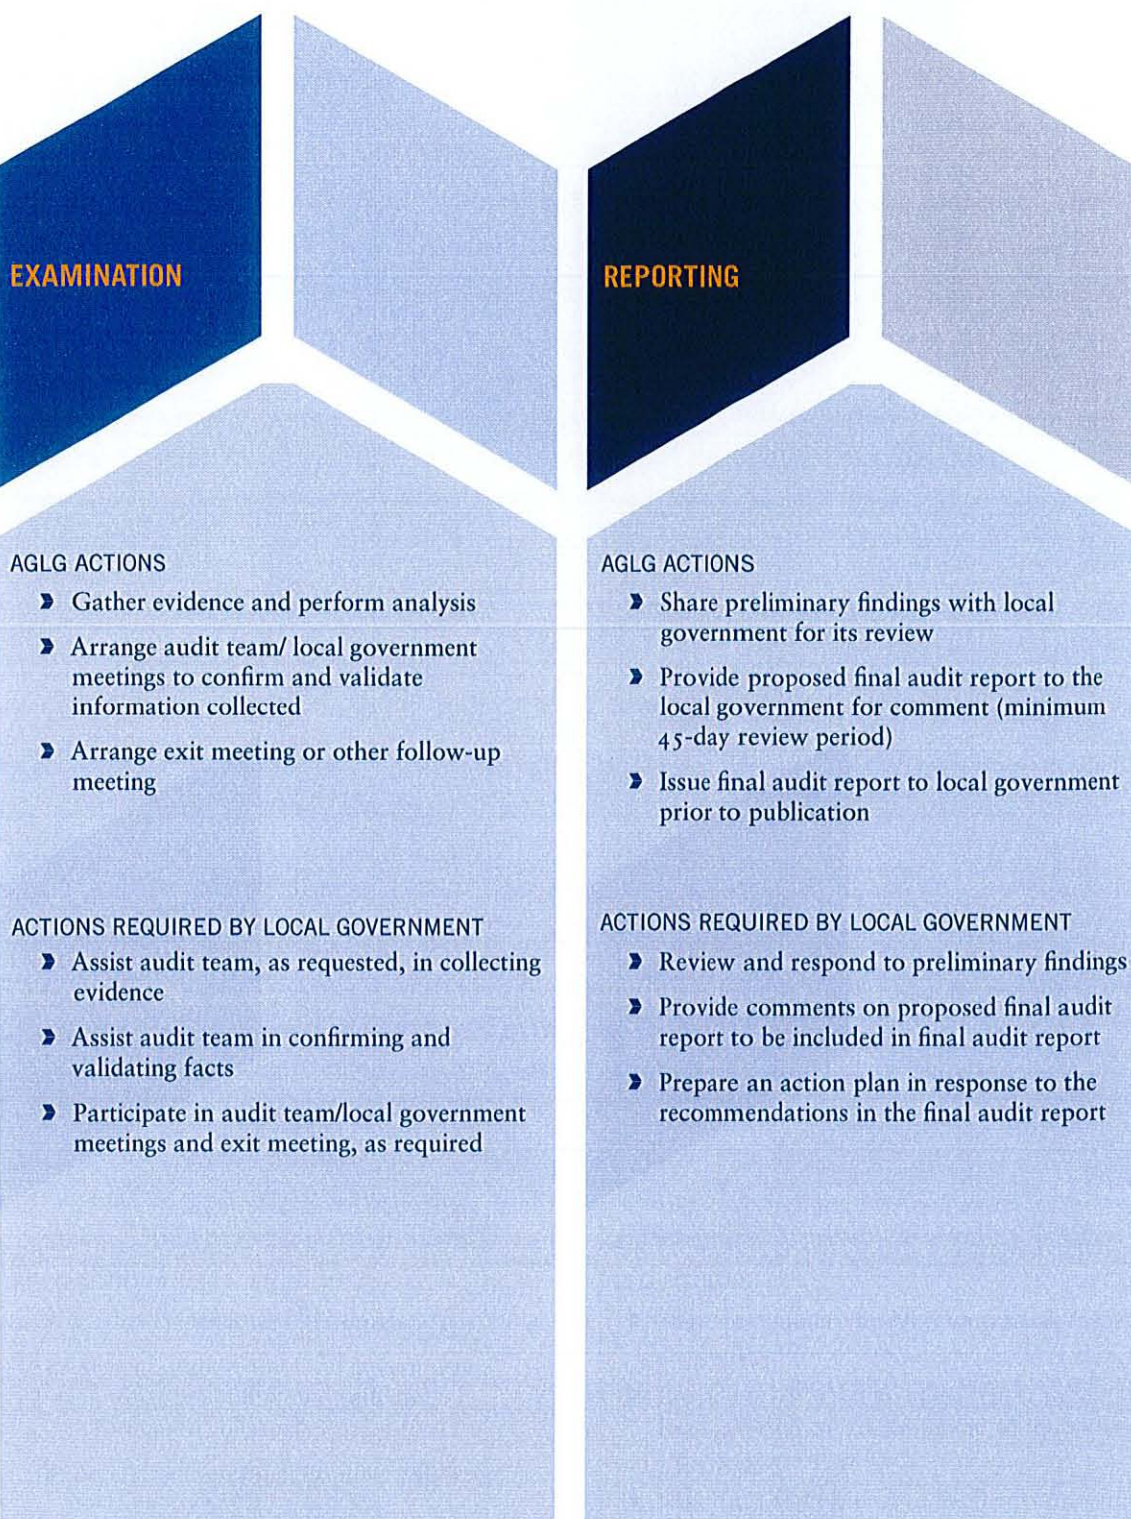 EXAMINATION
AGLG ACTIONS
Gather evidence and perform analysis
Arrange audit team/ local government
meetings to confirm and validate
information collected
Arrange exit meeting or other follow-up
meeting
ACTIONS REQUIRED BY LOCAL GOVERNMENT
Assist audit team, as requested, in collecting
evidence
Assist audit team in confirming and
validating facts
Participate in audit team/local government
meetings and exit meeting, as required
REPORTING
AGLG ACTIONS
Share preliminary findings with local
government for its review
Provide proposed final audit report to the
local government for comment (minimum
45-day review period)
Issue final audit report to local government
prior to publication
ACTIONS REQUIRED BY LOCAL GOVERNMENT
Review and respond to preliminary findings
Provide comments on proposed final audit
report to be included in final audit report
Prepare an action plan in response to the
recommendations in the final audit report